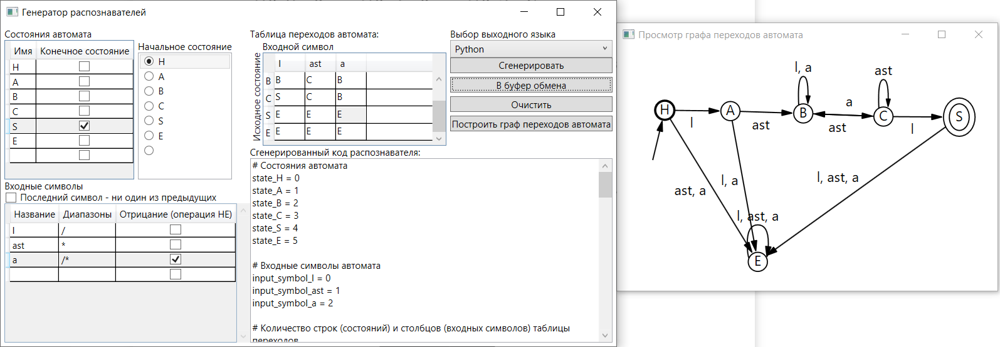 Генератор распознавателей
Состояния автомата
Имя Конечное состояние
H
A
B
C
S
E
Начальное состояние
H
A
B
C
S
E
Входные символы
Последний символ - ни один из предыдущих
Название Диапазоны Отрицание (операция НЕ)
l /
ast *
a /*
Таблица переходов автомата:
Входной символ
Исходное состояние
l ast a
B B C B
C S C B
S E E E
E E E E
Выбор выходного языка
Python
Сгенерировать
В буфер обмена
Очистить
Построить граф переходов автомата
Сгенерированный код распознавателя:
# Состояния автомата
state_H = 0
state_A = 1
state_B = 2
state_C = 3
state_S = 4
state_E = 5
# Входные символы автомата
input_symbol_l = 0
input_symbol_ast = 1
input_symbol_a = 2
# Количество строк (состояний) и столбцов (входных символов) таблицы
переходов
Просмотр графа переходов автомата
l, a
ast
H
A
B
a
C
S
l
ast
ast
l
l, a
l, ast, a
ast, a
l, ast, a
E